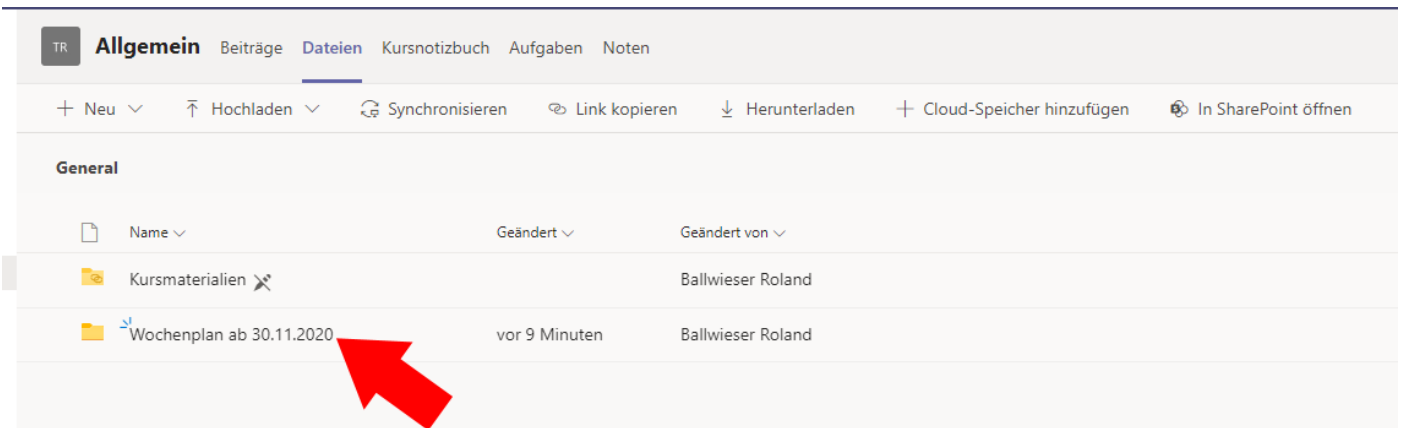 TR Allgemein Beiträge Dateien Kursnotizbuch Aufgaben Noten
Neu Hochladen Synchronisieren Link kopieren Herunterladen Cloud-Speicher hinzufügen In SharePoint öffnen
General
Name Geändert Geändert von
Kursmaterialien Ballwieser Roland
Wochenplan ab 30.11.2020 vor 9 Minuten Ballwieser Roland